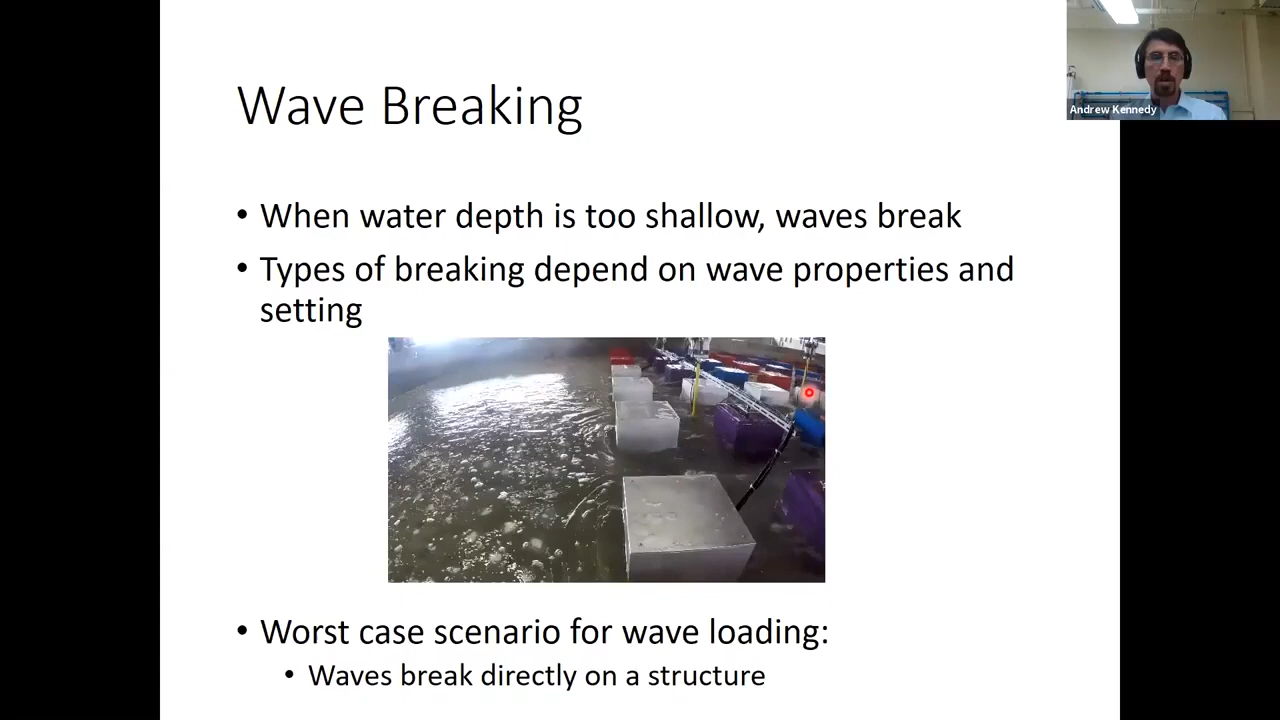 Wave Breaking
Andrew Kennedy
• When water depth is too shallow, waves break
• Types of breaking depend on wave properties and
setting
• Worst case scenario for wave loading:
• Waves break directly on a structure